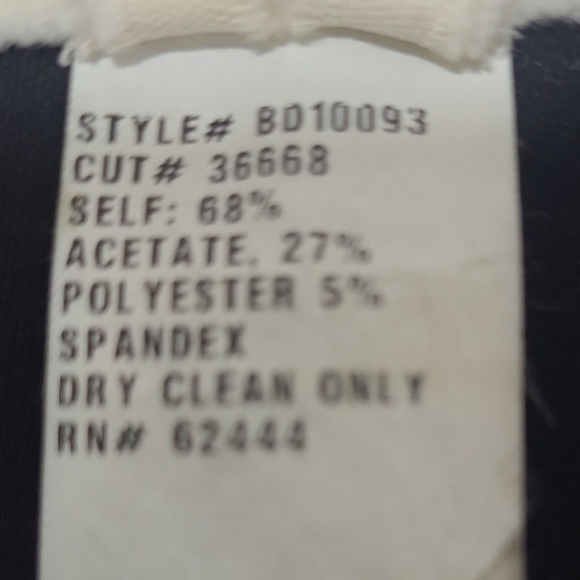 STYLE# BD10093
CUT# 36668
SELF: 68%
ACETATE, 27%
POLYESTER 5%
SPANDEX
DRY CLEAN ONLY
RN# 62444